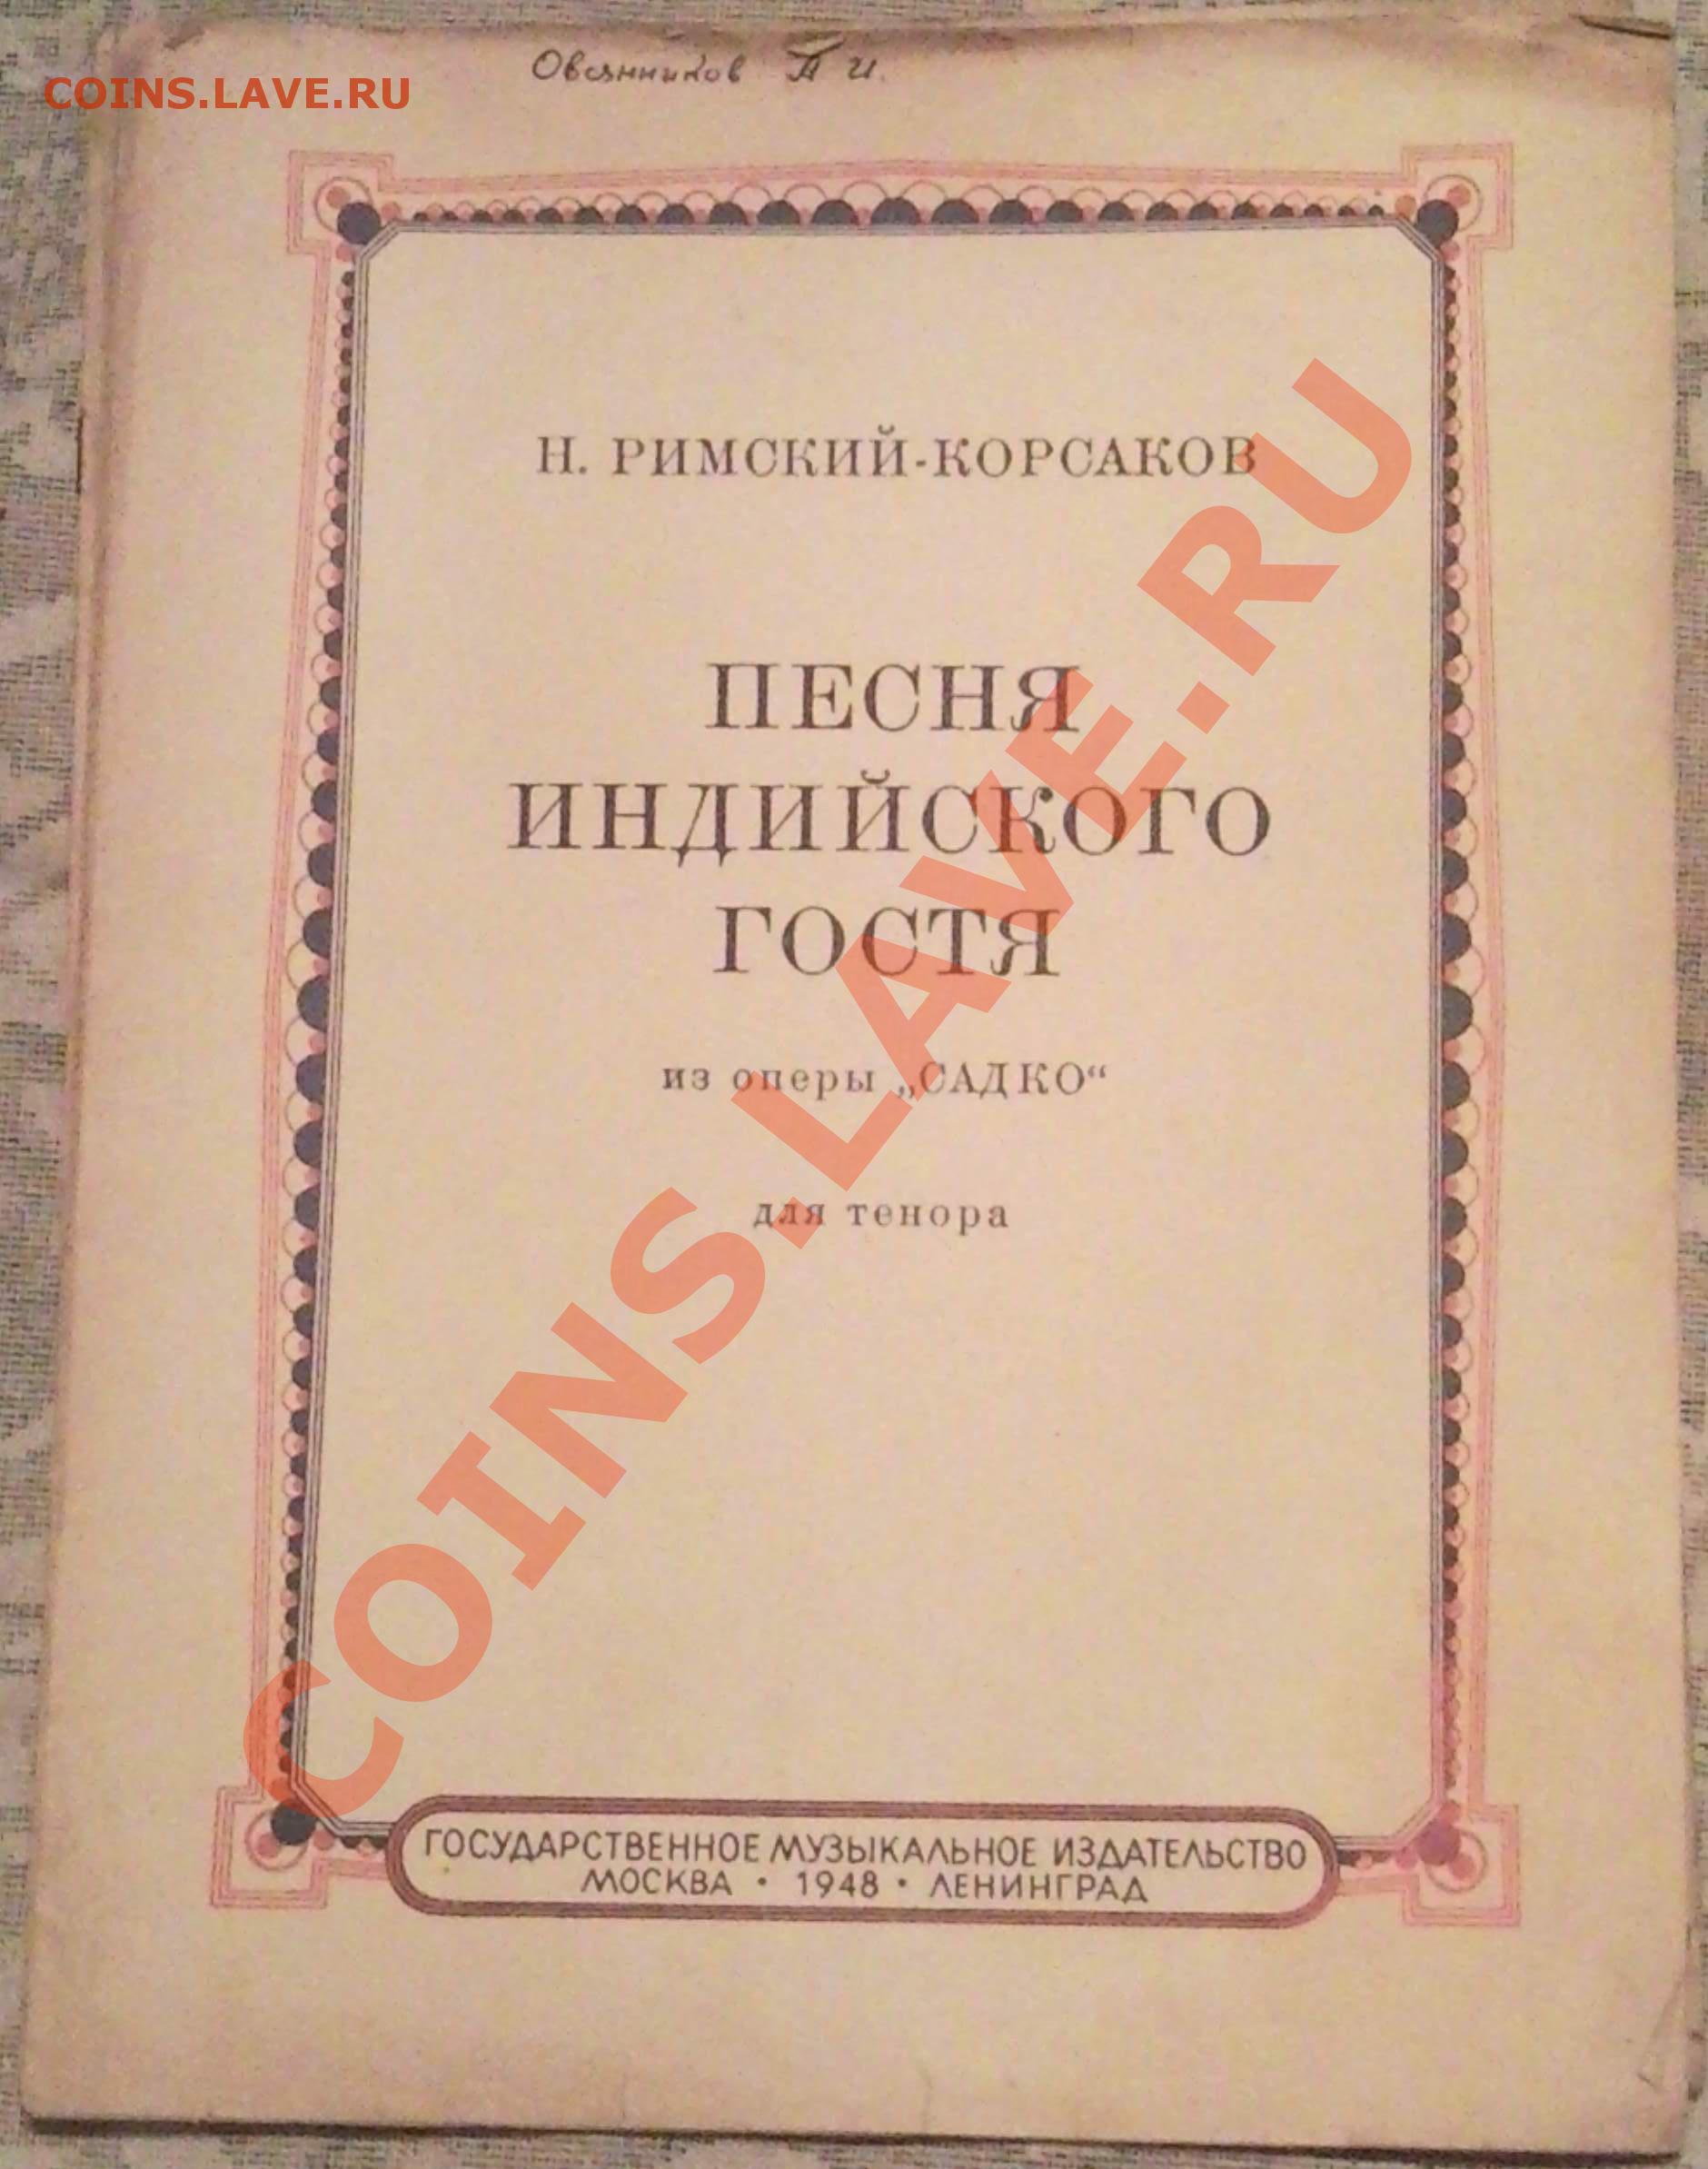 Овсянников П И.
COINS.LAVE.RU
Н. РИМСКИЙ-КОРСАКОВ
ПЕСНЯ
ИНДИЙСКОГО
ГОСТЯ
из оперы „САДКО“
для тенора
COINS.LAVE.RU
ГОСУДАРСТВЕННОЕ МУЗЫКАЛЬНОЕ ИЗДАТЕЛЬСТВО
МОСКВА • 1948 • ЛЕНИНГРАД